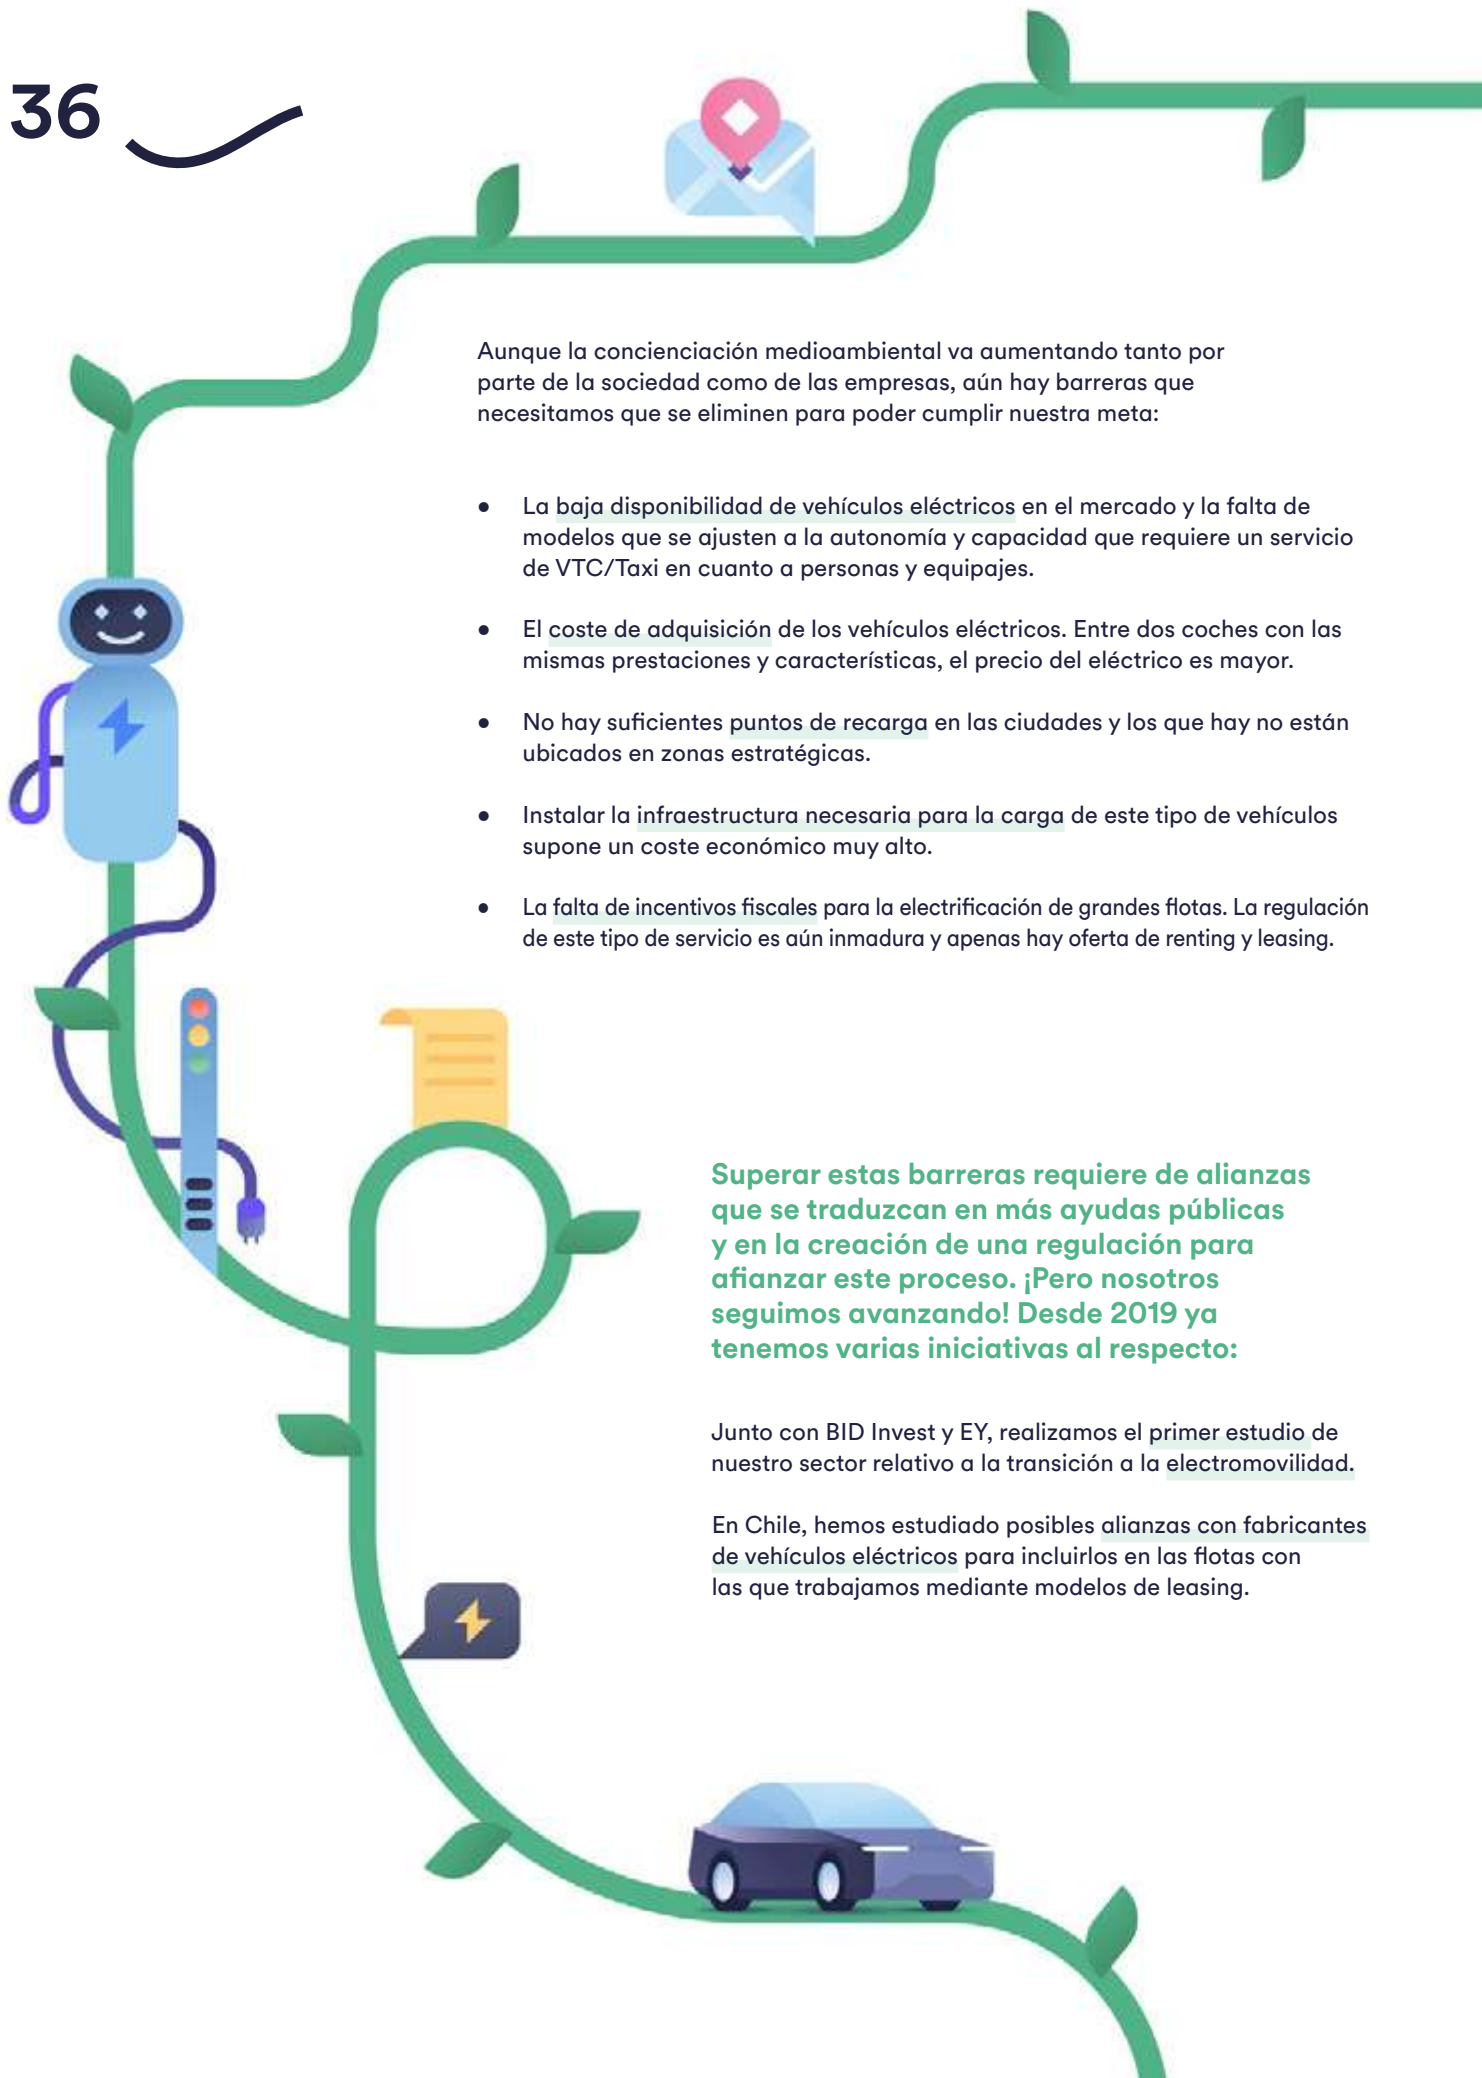 36
Aunque la concienciación medioambiental va aumentando tanto por
parte de la sociedad como de las empresas, aún hay barreras que
necesitamos que se eliminen para poder cumplir nuestra meta:
● La baja disponibilidad de vehículos eléctricos en el mercado y la falta de
modelos que se ajusten a la autonomía y capacidad que requiere un servicio
de VTC/Taxi en cuanto a personas y equipajes.
● El coste de adquisición de los vehículos eléctricos. Entre dos coches con las
mismas prestaciones y características, el precio del eléctrico es mayor.
● No hay suficientes puntos de recarga en las ciudades y los que hay no están
ubicados en zonas estratégicas.
● Instalar la infraestructura necesaria para la carga de este tipo de vehículos
supone un coste económico muy alto.
● La falta de incentivos fiscales para la electrificación de grandes flotas. La regulación
de este tipo de servicio es aún inmadura y apenas hay oferta de renting y leasing.
Superar estas barreras requiere de alianzas
que se traduzcan en más ayudas públicas
y en la creación de una regulación para
afianzar este proceso. ¡Pero nosotros
seguimos avanzando! Desde 2019 ya
tenemos varias iniciativas al respecto:
Junto con BID Invest y EY, realizamos el primer estudio de
nuestro sector relativo a la transición a la electromovilidad.
En Chile, hemos estudiado posibles alianzas con fabricantes
de vehículos eléctricos para incluirlos en las flotas con
las que trabajamos mediante modelos de leasing.